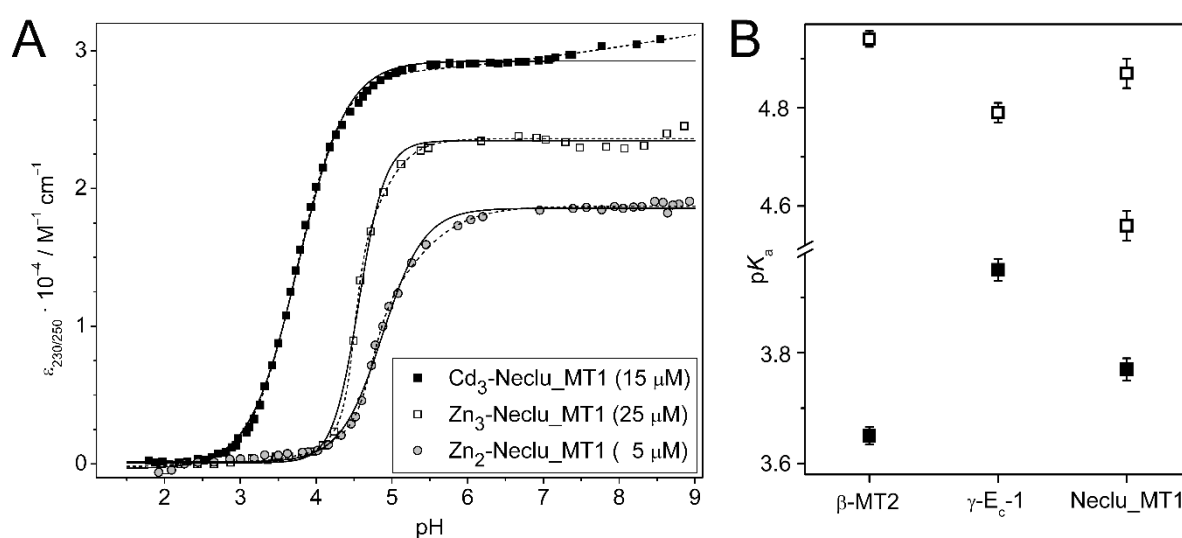 A
ε230/250 · 10⁻⁴ / M⁻¹ cm⁻¹
3
2
1
0
2 3 4 5 6 7 8 9
pH
Cd₃-Neclu_MT1 (15 µM)
Zn₃-Neclu_MT1 (25 µM)
Zn₂-Neclu_MT1 ( 5 µM)
B
pKₐ
4.8
4.6
3.8
3.6
β-MT2 γ-E꜀-1 Neclu_MT1